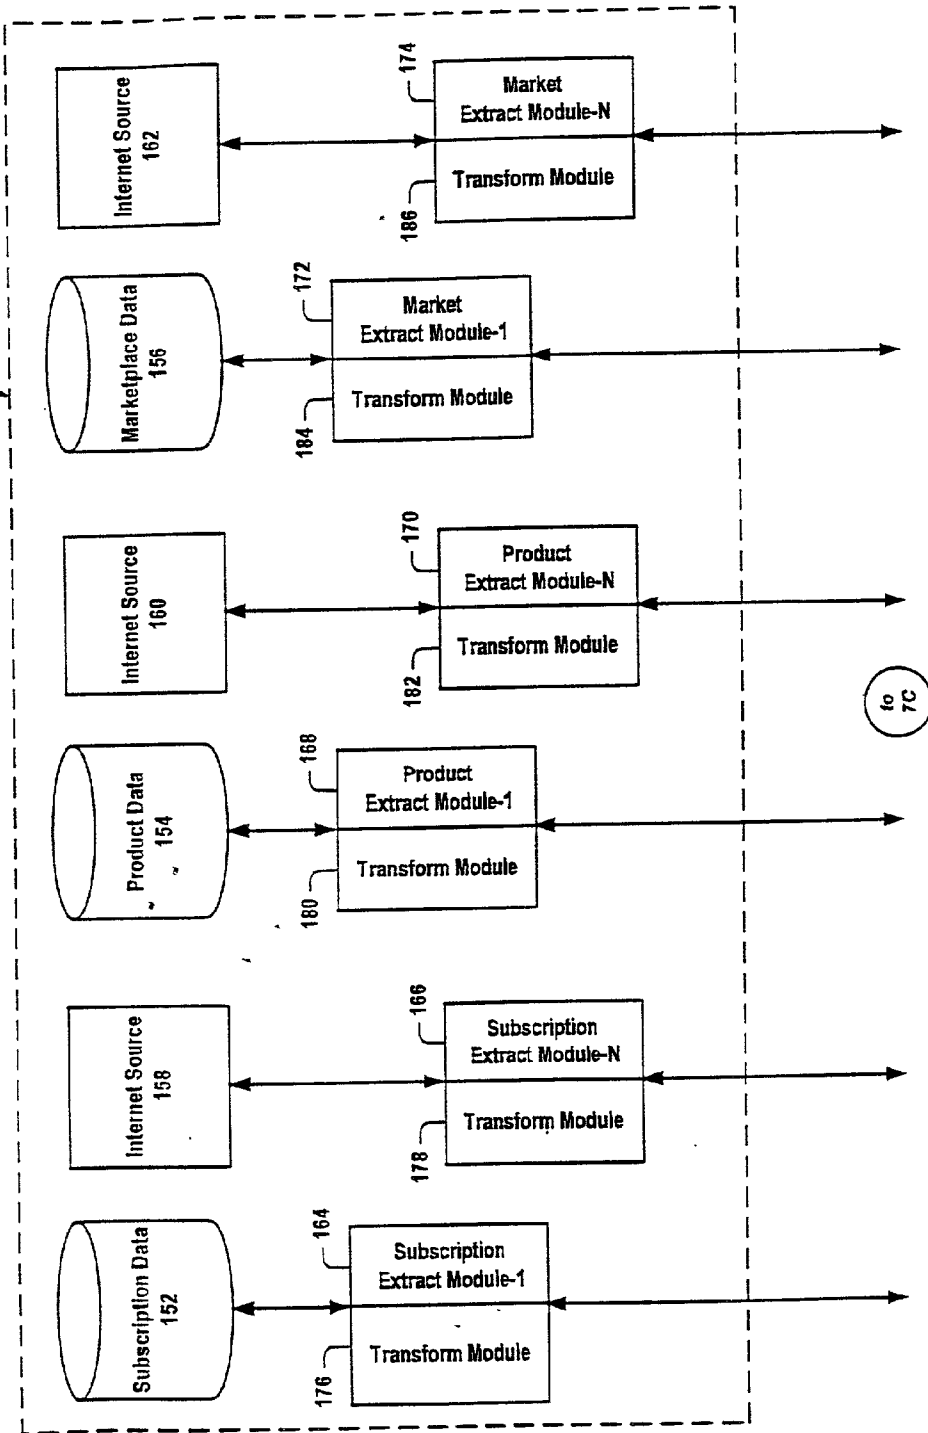 Internet Source
162
174
Market
Extract Module-N
Transform Module
186
Marketplace Data
156
172
Market
Extract Module-1
Transform Module
184
Internet Source
160
170
Product
Extract Module-N
Transform Module
182
Product Data
154
168
Product
Extract Module-1
Transform Module
180
to
7C
Internet Source
158
166
Subscription
Extract Module-N
Transform Module
178
Subscription Data
152
164
Subscription
Extract Module-1
Transform Module
176